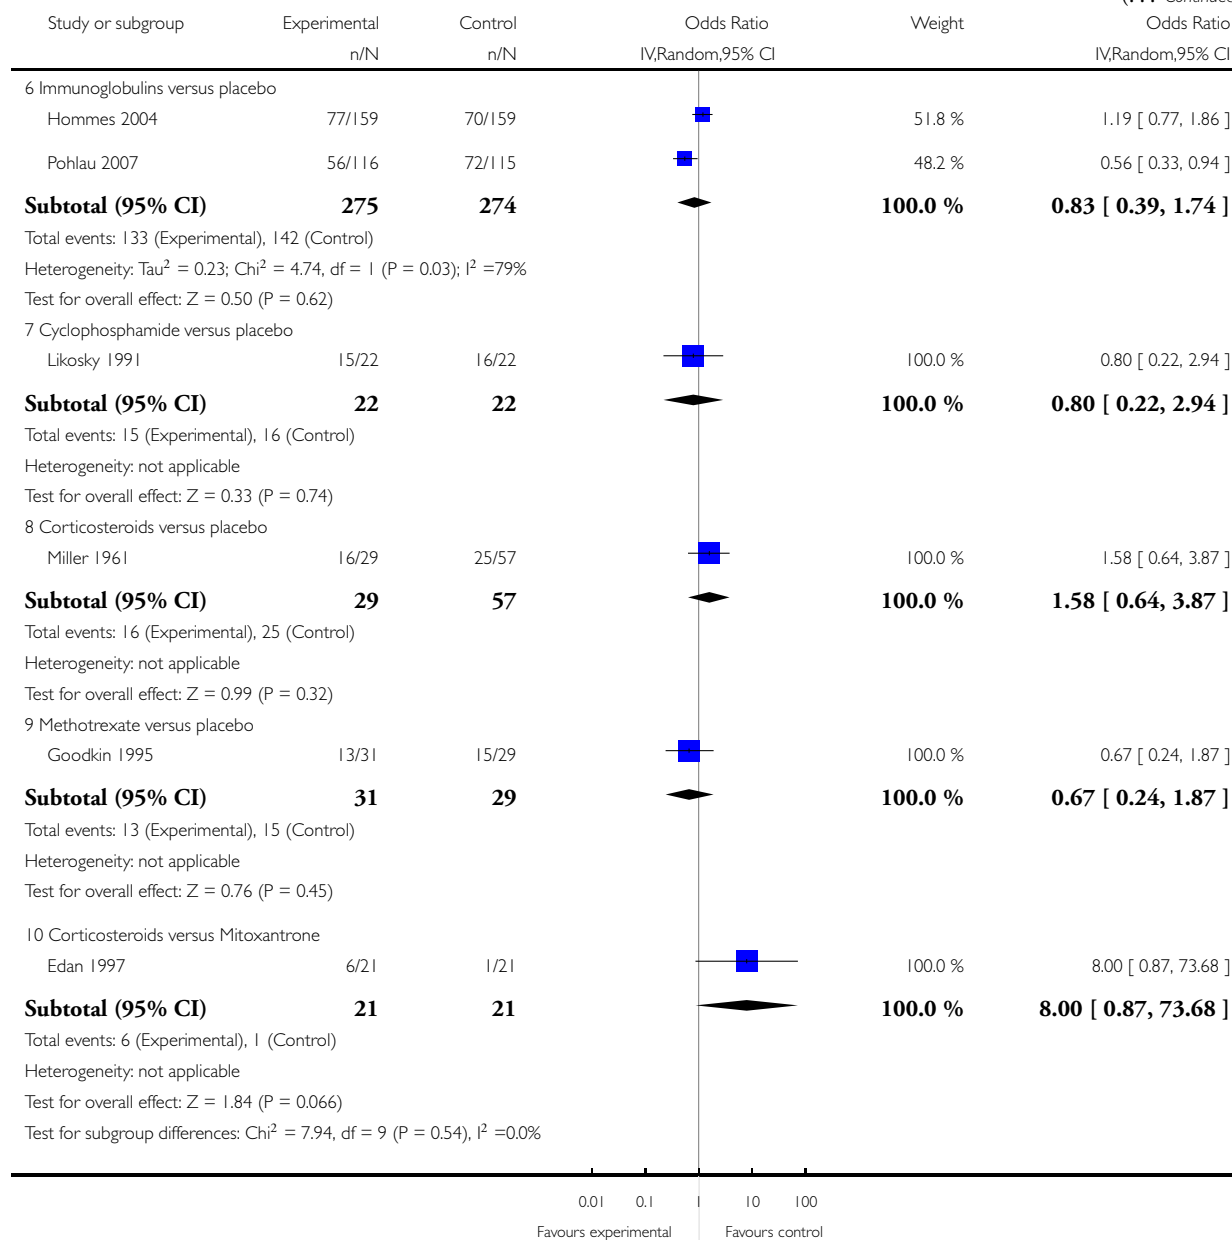 Continued
Study or subgroup Experimental Control Odds Ratio Weight Odds Ratio
n/N n/N IV,Random,95% CI IV,Random,95% CI
6 Immunoglobulins versus placebo
Hommes 2004 77/159 70/159 51.8 % 1.19 [ 0.77, 1.86 ]
Pohlau 2007 56/116 72/115 48.2 % 0.56 [ 0.33, 0.94 ]
Subtotal (95% CI) 275 274 100.0 % 0.83 [ 0.39, 1.74 ]
Total events: 133 (Experimental), 142 (Control)
Heterogeneity: Tau² = 0.23; Chi² = 4.74, df = 1 (P = 0.03); I² =79%
Test for overall effect: Z = 0.50 (P = 0.62)
7 Cyclophosphamide versus placebo
Likosky 1991 15/22 16/22 100.0 % 0.80 [ 0.22, 2.94 ]
Subtotal (95% CI) 22 22 100.0 % 0.80 [ 0.22, 2.94 ]
Total events: 15 (Experimental), 16 (Control)
Heterogeneity: not applicable
Test for overall effect: Z = 0.33 (P = 0.74)
8 Corticosteroids versus placebo
Miller 1961 16/29 25/57 100.0 % 1.58 [ 0.64, 3.87 ]
Subtotal (95% CI) 29 57 100.0 % 1.58 [ 0.64, 3.87 ]
Total events: 16 (Experimental), 25 (Control)
Heterogeneity: not applicable
Test for overall effect: Z = 0.99 (P = 0.32)
9 Methotrexate versus placebo
Goodkin 1995 13/31 15/29 100.0 % 0.67 [ 0.24, 1.87 ]
Subtotal (95% CI) 31 29 100.0 % 0.67 [ 0.24, 1.87 ]
Total events: 13 (Experimental), 15 (Control)
Heterogeneity: not applicable
Test for overall effect: Z = 0.76 (P = 0.45)
10 Corticosteroids versus Mitoxantrone
Edan 1997 6/21 1/21 100.0 % 8.00 [ 0.87, 73.68 ]
Subtotal (95% CI) 21 21 100.0 % 8.00 [ 0.87, 73.68 ]
Total events: 6 (Experimental), 1 (Control)
Heterogeneity: not applicable
Test for overall effect: Z = 1.84 (P = 0.066)
Test for subgroup differences: Chi² = 7.94, df = 9 (P = 0.54), I² =0.0%
0.01 0.1 1 10 100
Favours experimental Favours control